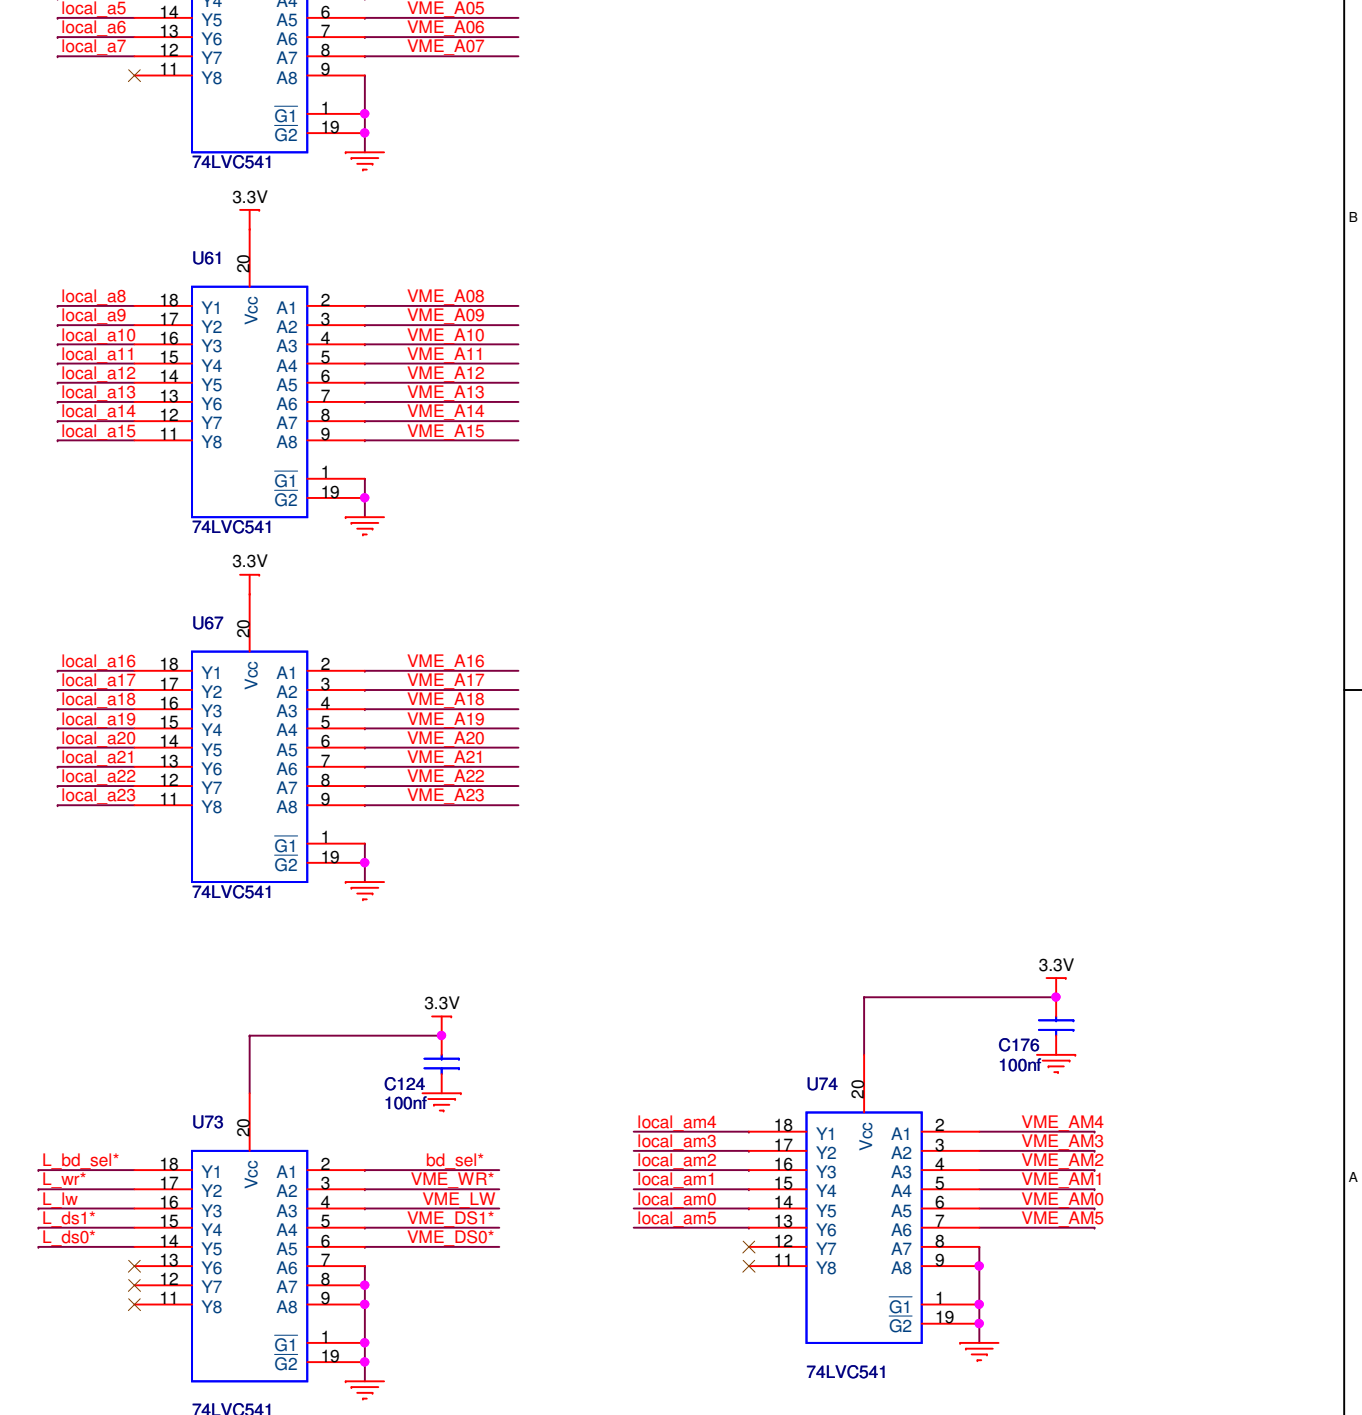 Y4 A4
local_a5 14 Y5 A5 6 VME_A05
local_a6 13 Y6 A6 7 VME_A06
local_a7 12 Y7 A7 8 VME_A07
11 Y8 A8 9
G1 1
G2 19
74LVC541
3.3V
B
U61
20
Vcc
local_a8 18 Y1 A1 2 VME_A08
local_a9 17 Y2 A2 3 VME_A09
local_a10 16 Y3 A3 4 VME_A10
local_a11 15 Y4 A4 5 VME_A11
local_a12 14 Y5 A5 6 VME_A12
local_a13 13 Y6 A6 7 VME_A13
local_a14 12 Y7 A7 8 VME_A14
local_a15 11 Y8 A8 9 VME_A15
G1 1
G2 19
74LVC541
3.3V
U67
20
Vcc
local_a16 18 Y1 A1 2 VME_A16
local_a17 17 Y2 A2 3 VME_A17
local_a18 16 Y3 A3 4 VME_A18
local_a19 15 Y4 A4 5 VME_A19
local_a20 14 Y5 A5 6 VME_A20
local_a21 13 Y6 A6 7 VME_A21
local_a22 12 Y7 A7 8 VME_A22
local_a23 11 Y8 A8 9 VME_A23
G1 1
G2 19
74LVC541
3.3V
C124
100nf
U73
20
Vcc
L_bd_sel* 18 Y1 A1 2 bd_sel*
L_wr* 17 Y2 A2 3 VME_WR*
L_lw 16 Y3 A3 4 VME_LW
L_ds1* 15 Y4 A4 5 VME_DS1*
L_ds0* 14 Y5 A5 6 VME_DS0*
13 Y6 A6 7
12 Y7 A7 8
11 Y8 A8 9
G1 1
G2 19
74LVC541
3.3V
C176
100nf
U74
20
Vcc
local_am4 18 Y1 A1 2 VME_AM4
local_am3 17 Y2 A2 3 VME_AM3
local_am2 16 Y3 A3 4 VME_AM2
local_am1 15 Y4 A4 5 VME_AM1
local_am0 14 Y5 A5 6 VME_AM0
local_am5 13 Y6 A6 7 VME_AM5
12 Y7 A7 8
11 Y8 A8 9
G1 1
G2 19
74LVC541
A